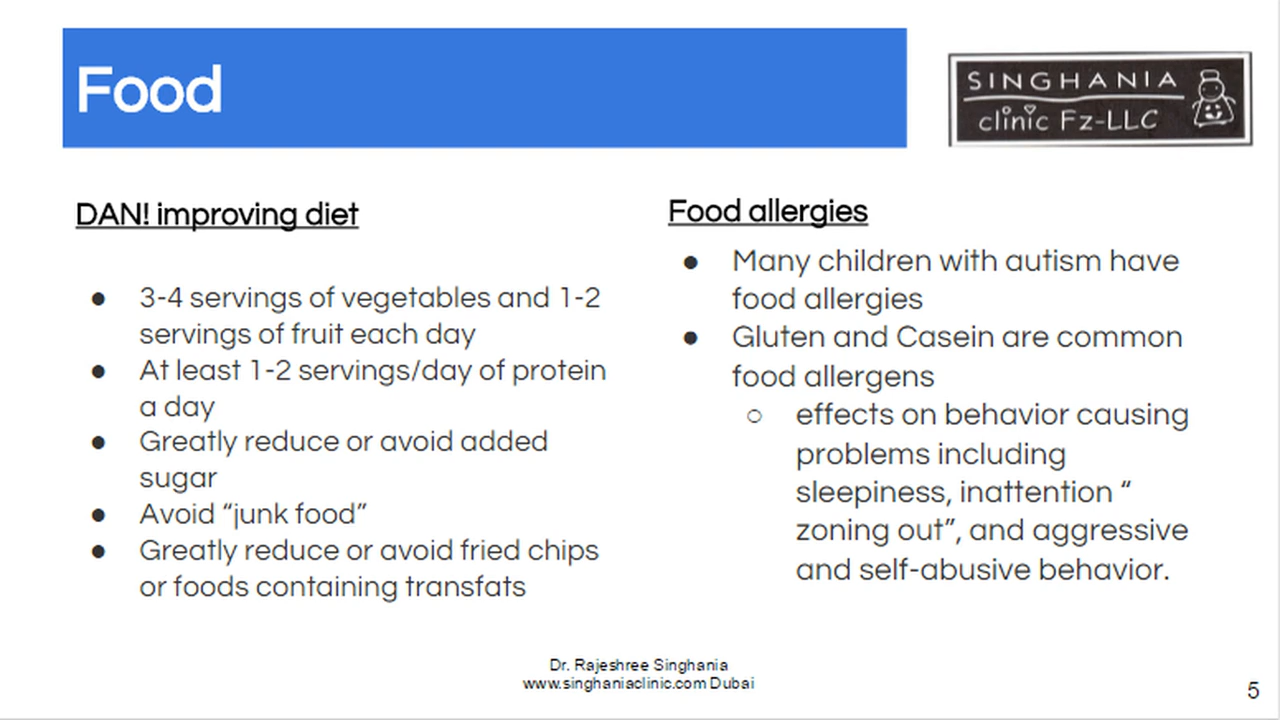 Food
SINGHANIA
clinic Fz-LLC
DAN! improving diet
● 3-4 servings of vegetables and 1-2
servings of fruit each day
● At least 1-2 servings/day of protein
a day
● Greatly reduce or avoid added
sugar
● Avoid “junk food”
● Greatly reduce or avoid fried chips
or foods containing transfats
Food allergies
● Many children with autism have
food allergies
● Gluten and Casein are common
food allergens
○ effects on behavior causing
problems including
sleepiness, inattention “
zoning out”, and aggressive
and self-abusive behavior.
Dr. Rajeshree Singhania
www.singhaniaclinic.com Dubai
5